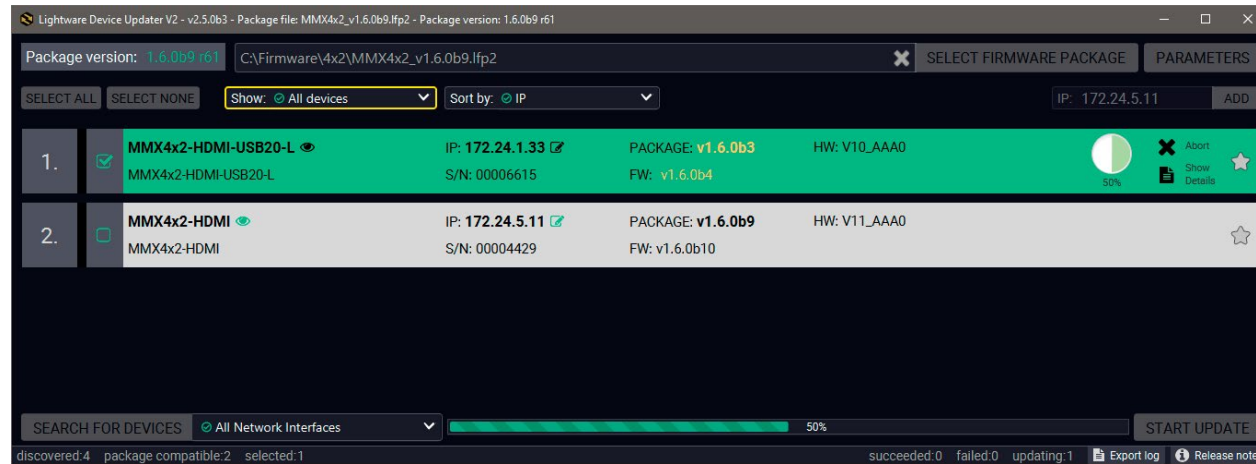 Lightware Device Updater V2 - v2.5.0b3 - Package file: MMX4x2_v1.6.0b9.lfp2 - Package version: 1.6.0b9 r61
Package version: 1.6.0b9 r61 C:\Firmware\4x2\MMX4x2_v1.6.0b9.lfp2 SELECT FIRMWARE PACKAGE PARAMETERS
SELECT ALL SELECT NONE Show: All devices Sort by: IP IP: 172.24.5.11 ADD
1. MMX4x2-HDMI-USB20-L IP: 172.24.1.33 PACKAGE: v1.6.0b3 HW: V10_AAA0 Abort
MMX4x2-HDMI-USB20-L S/N: 00006615 FW: v1.6.0b4 50% Show Details
2. MMX4x2-HDMI IP: 172.24.5.11 PACKAGE: v1.6.0b9 HW: V11_AAA0
MMX4x2-HDMI S/N: 00004429 FW: v1.6.0b10
SEARCH FOR DEVICES All Network Interfaces 50% START UPDATE
discovered:4 package compatible:2 selected:1 succeeded:0 failed:0 updating:1 Export log Release note